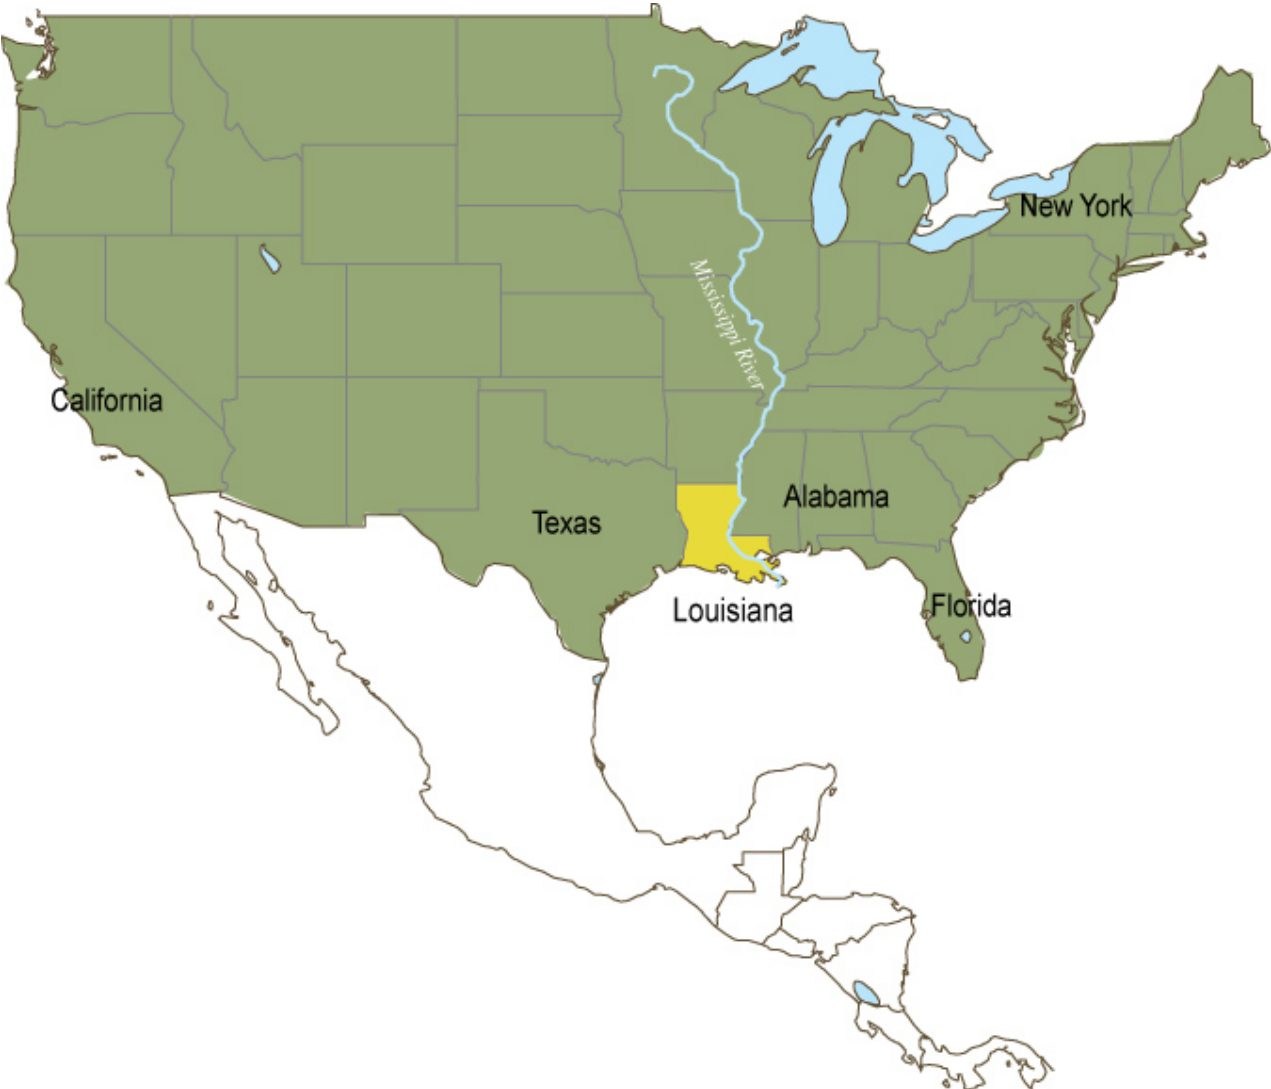 New York
Mississippi River
California
Alabama
Texas
Florida
Louisiana